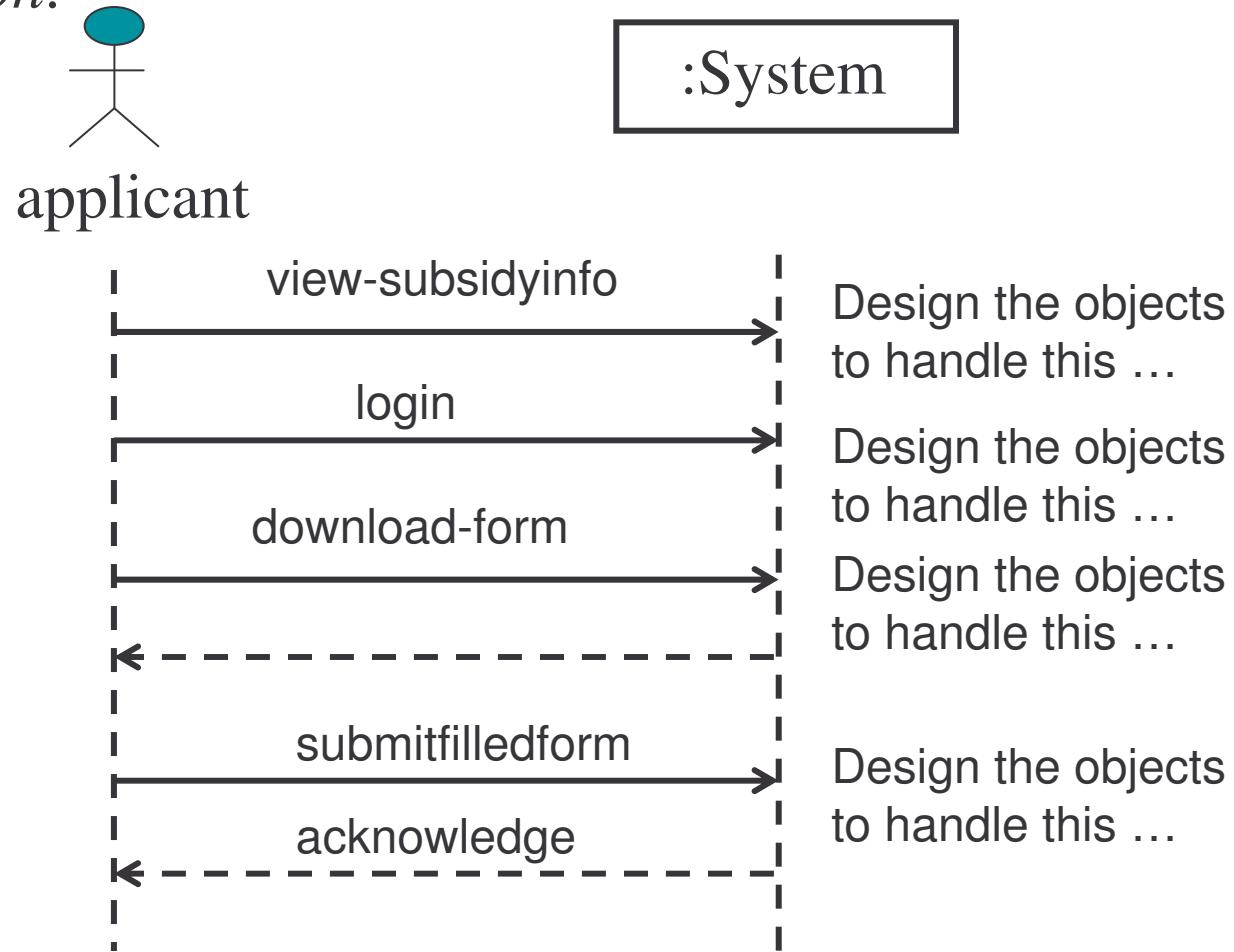 on.
:System
applicant
view-subsidyinfo
Design the objects
to handle this …
login
Design the objects
to handle this …
download-form
Design the objects
to handle this …
submitfilledform
Design the objects
to handle this …
acknowledge